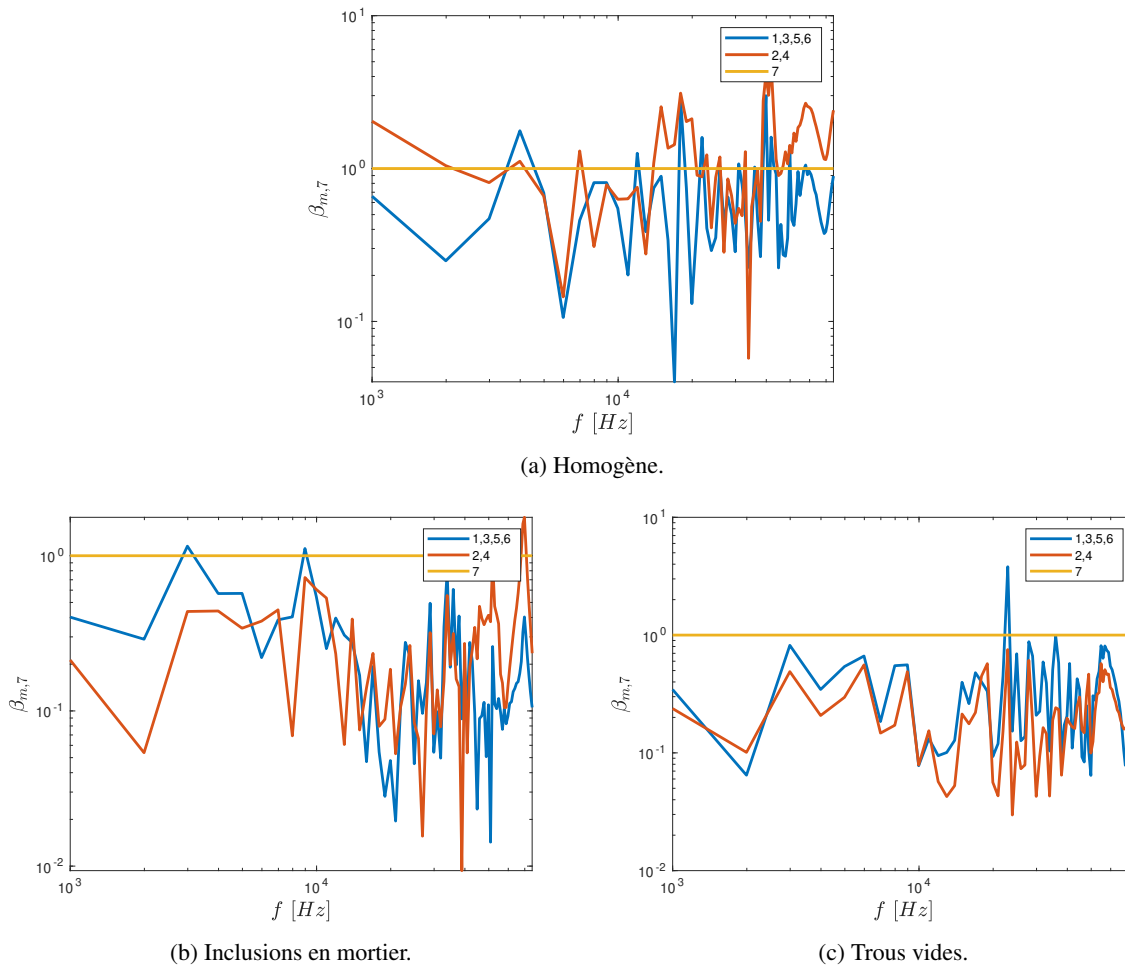 10^1
10^0
10^-1
β_{m,7}
1,3,5,6
2,4
7
10^3
10^4
f [Hz]
(a) Homogène.
10^0
10^-1
10^-2
β_{m,7}
1,3,5,6
2,4
7
10^3
10^4
f [Hz]
(b) Inclusions en mortier.
10^1
10^0
10^-1
10^-2
β_{m,7}
1,3,5,6
2,4
7
10^3
10^4
f [Hz]
(c) Trous vides.